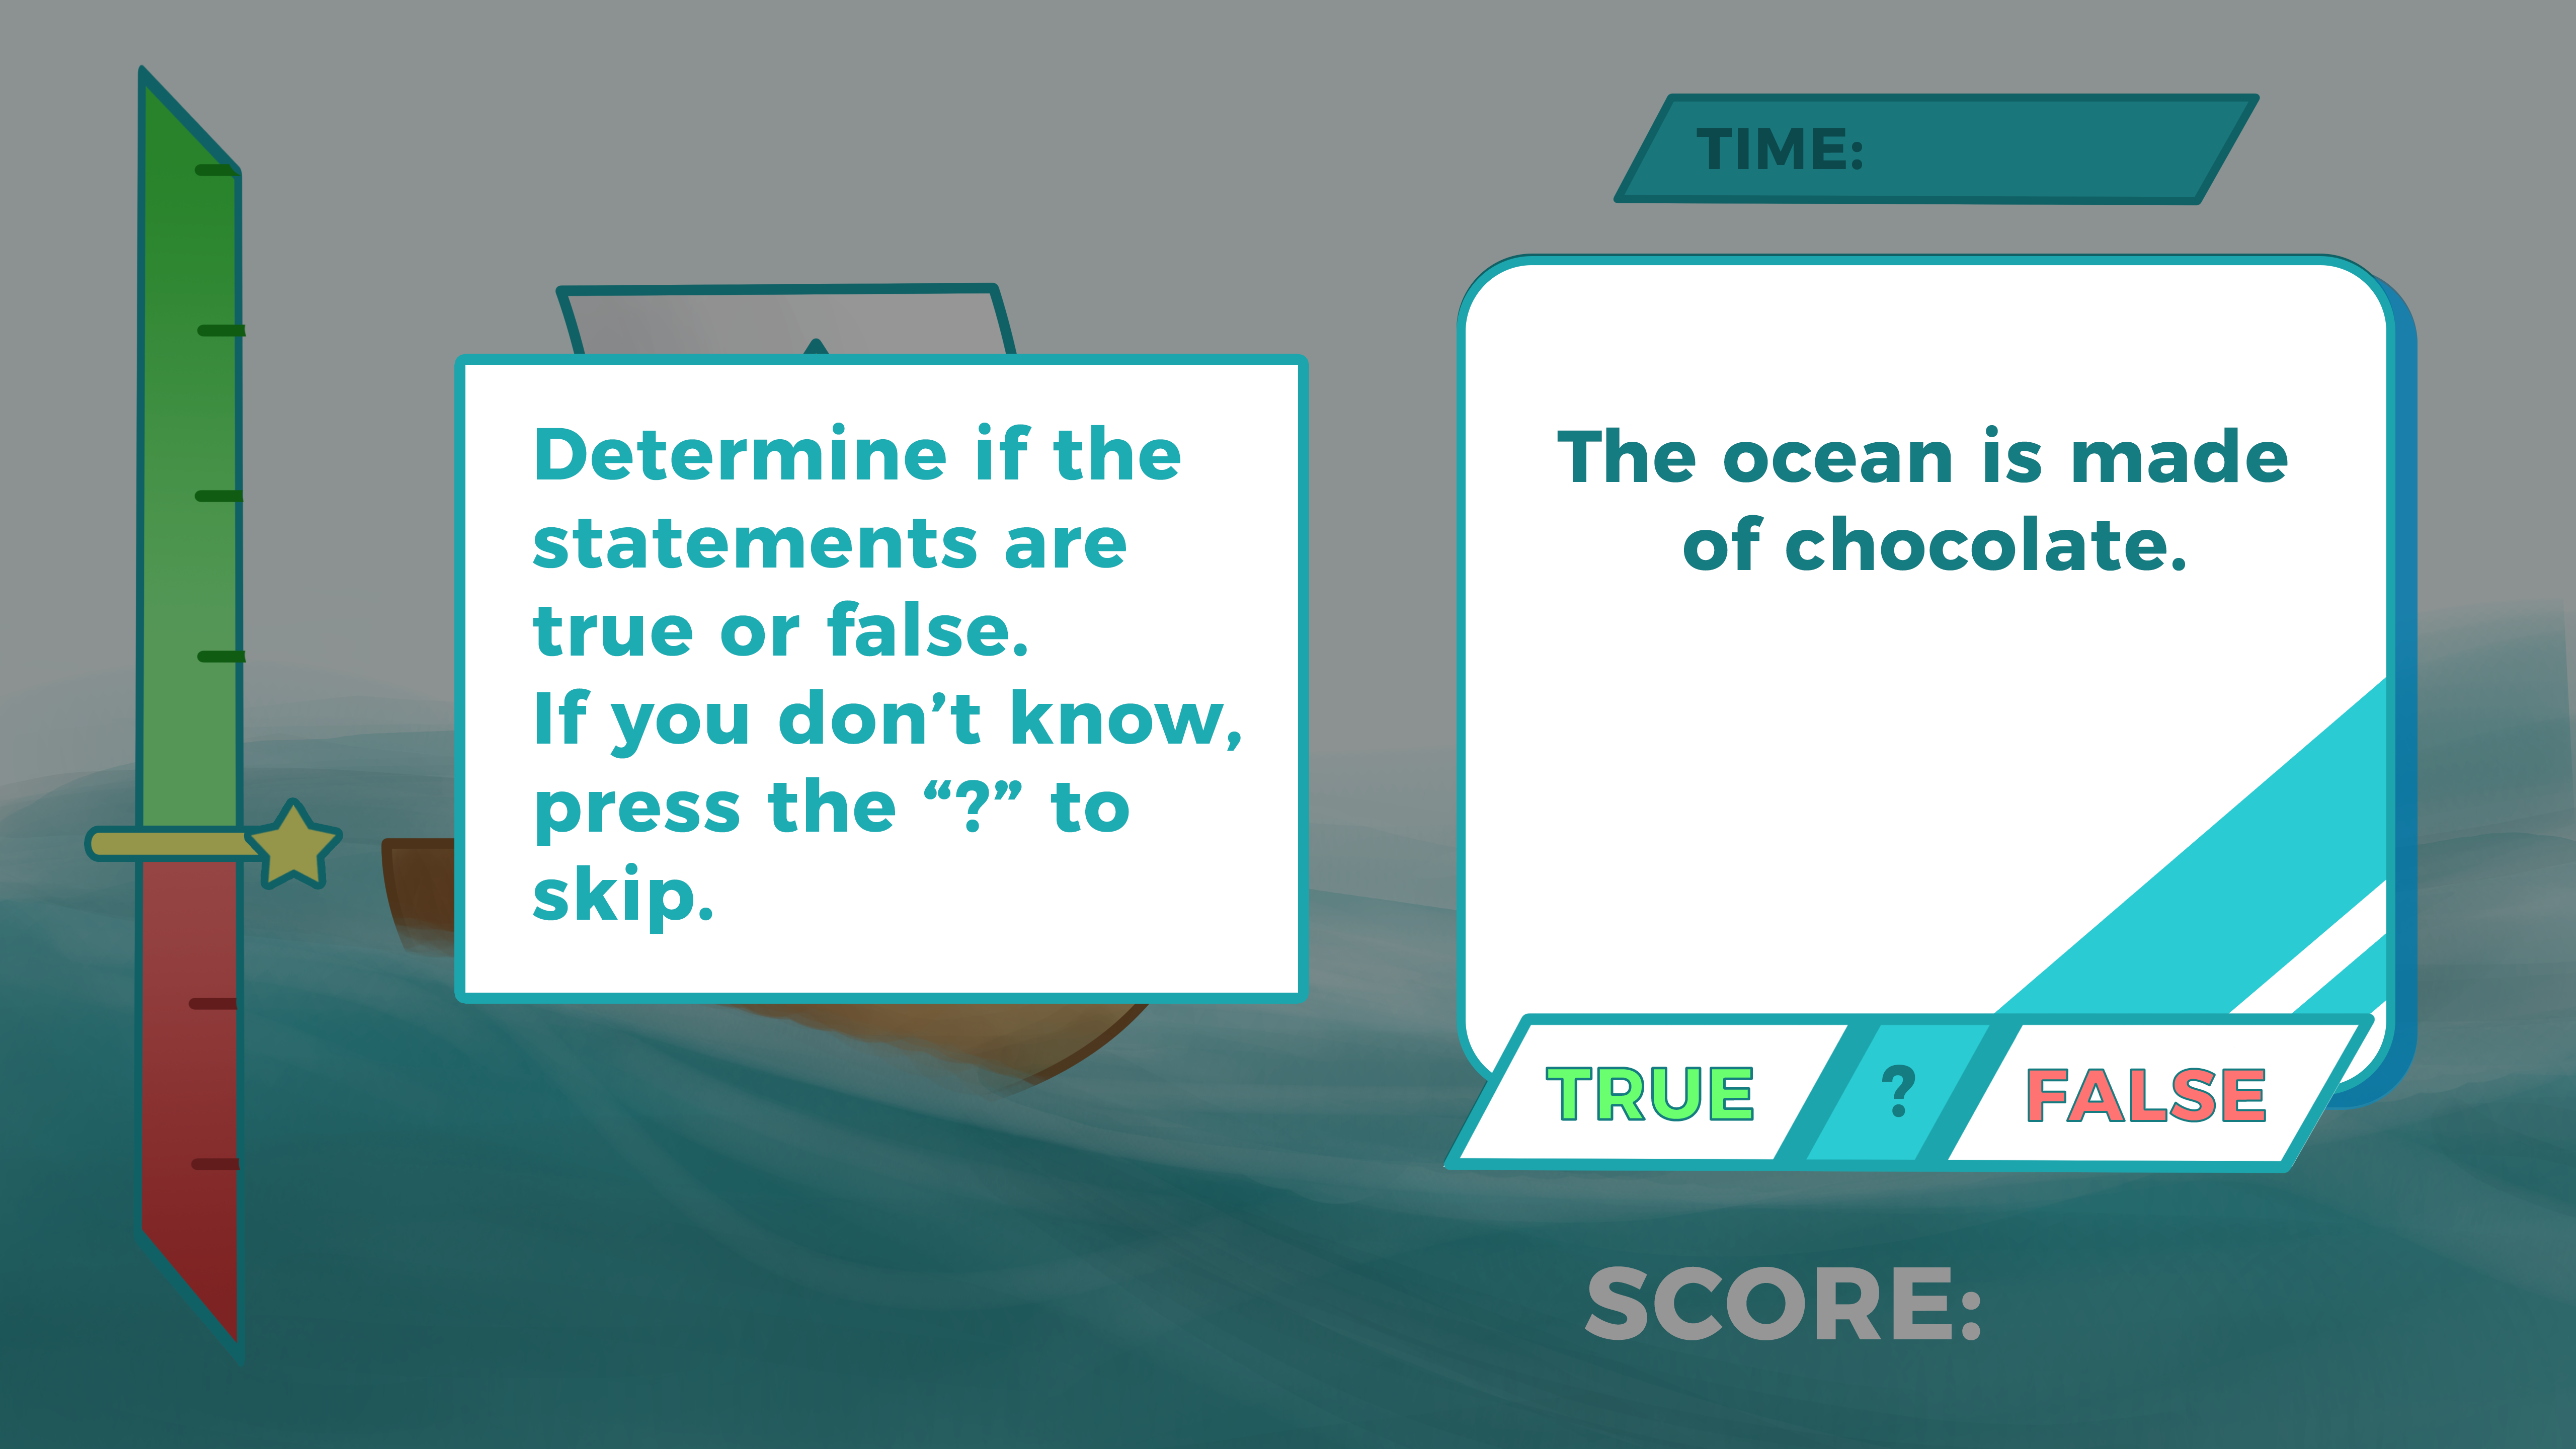 TIME:
Determine if the
statements are
true or false.
If you don’t know,
press the “?” to
skip.
The ocean is made
of chocolate.
TRUE ? FALSE
SCORE: